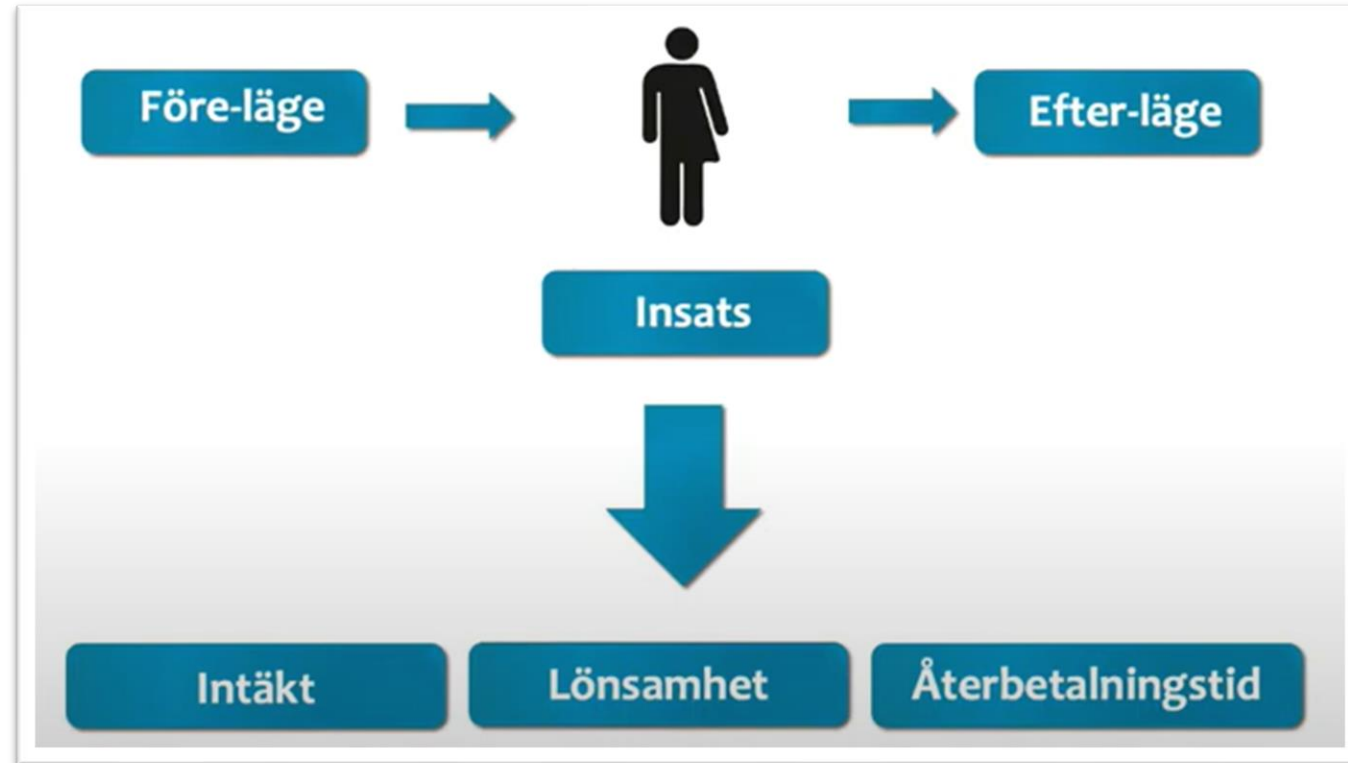 Före-läge
Efter-läge
Insats
Intäkt
Lönsamhet
Återbetalningstid